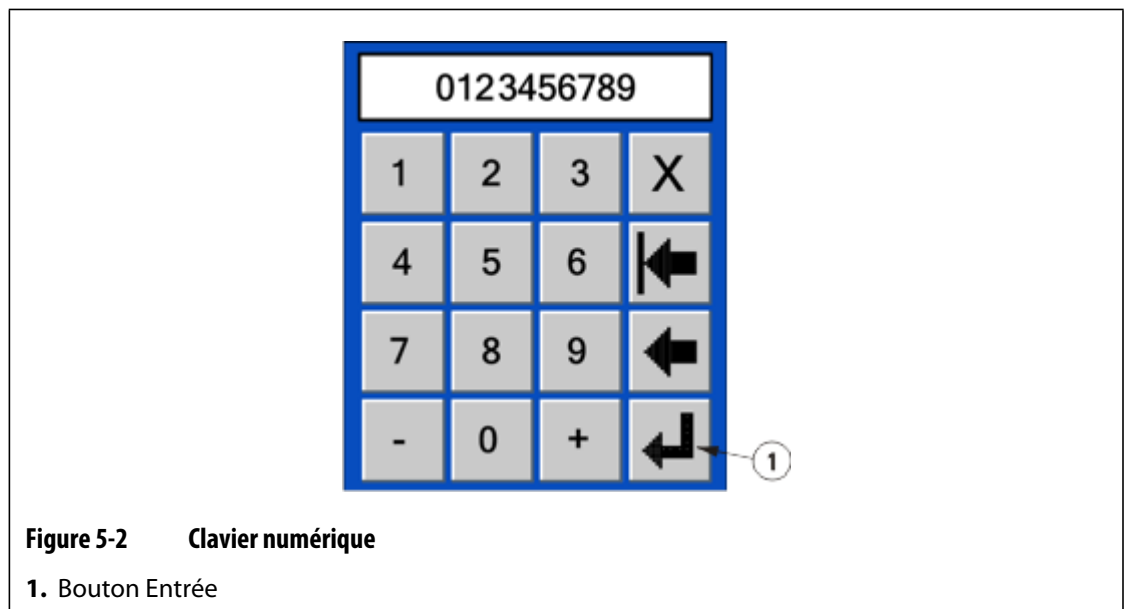 0123456789
1 2 3 X
4 5 6
7 8 9
- 0 +
1
Figure 5-2 Clavier numérique
1. Bouton Entrée